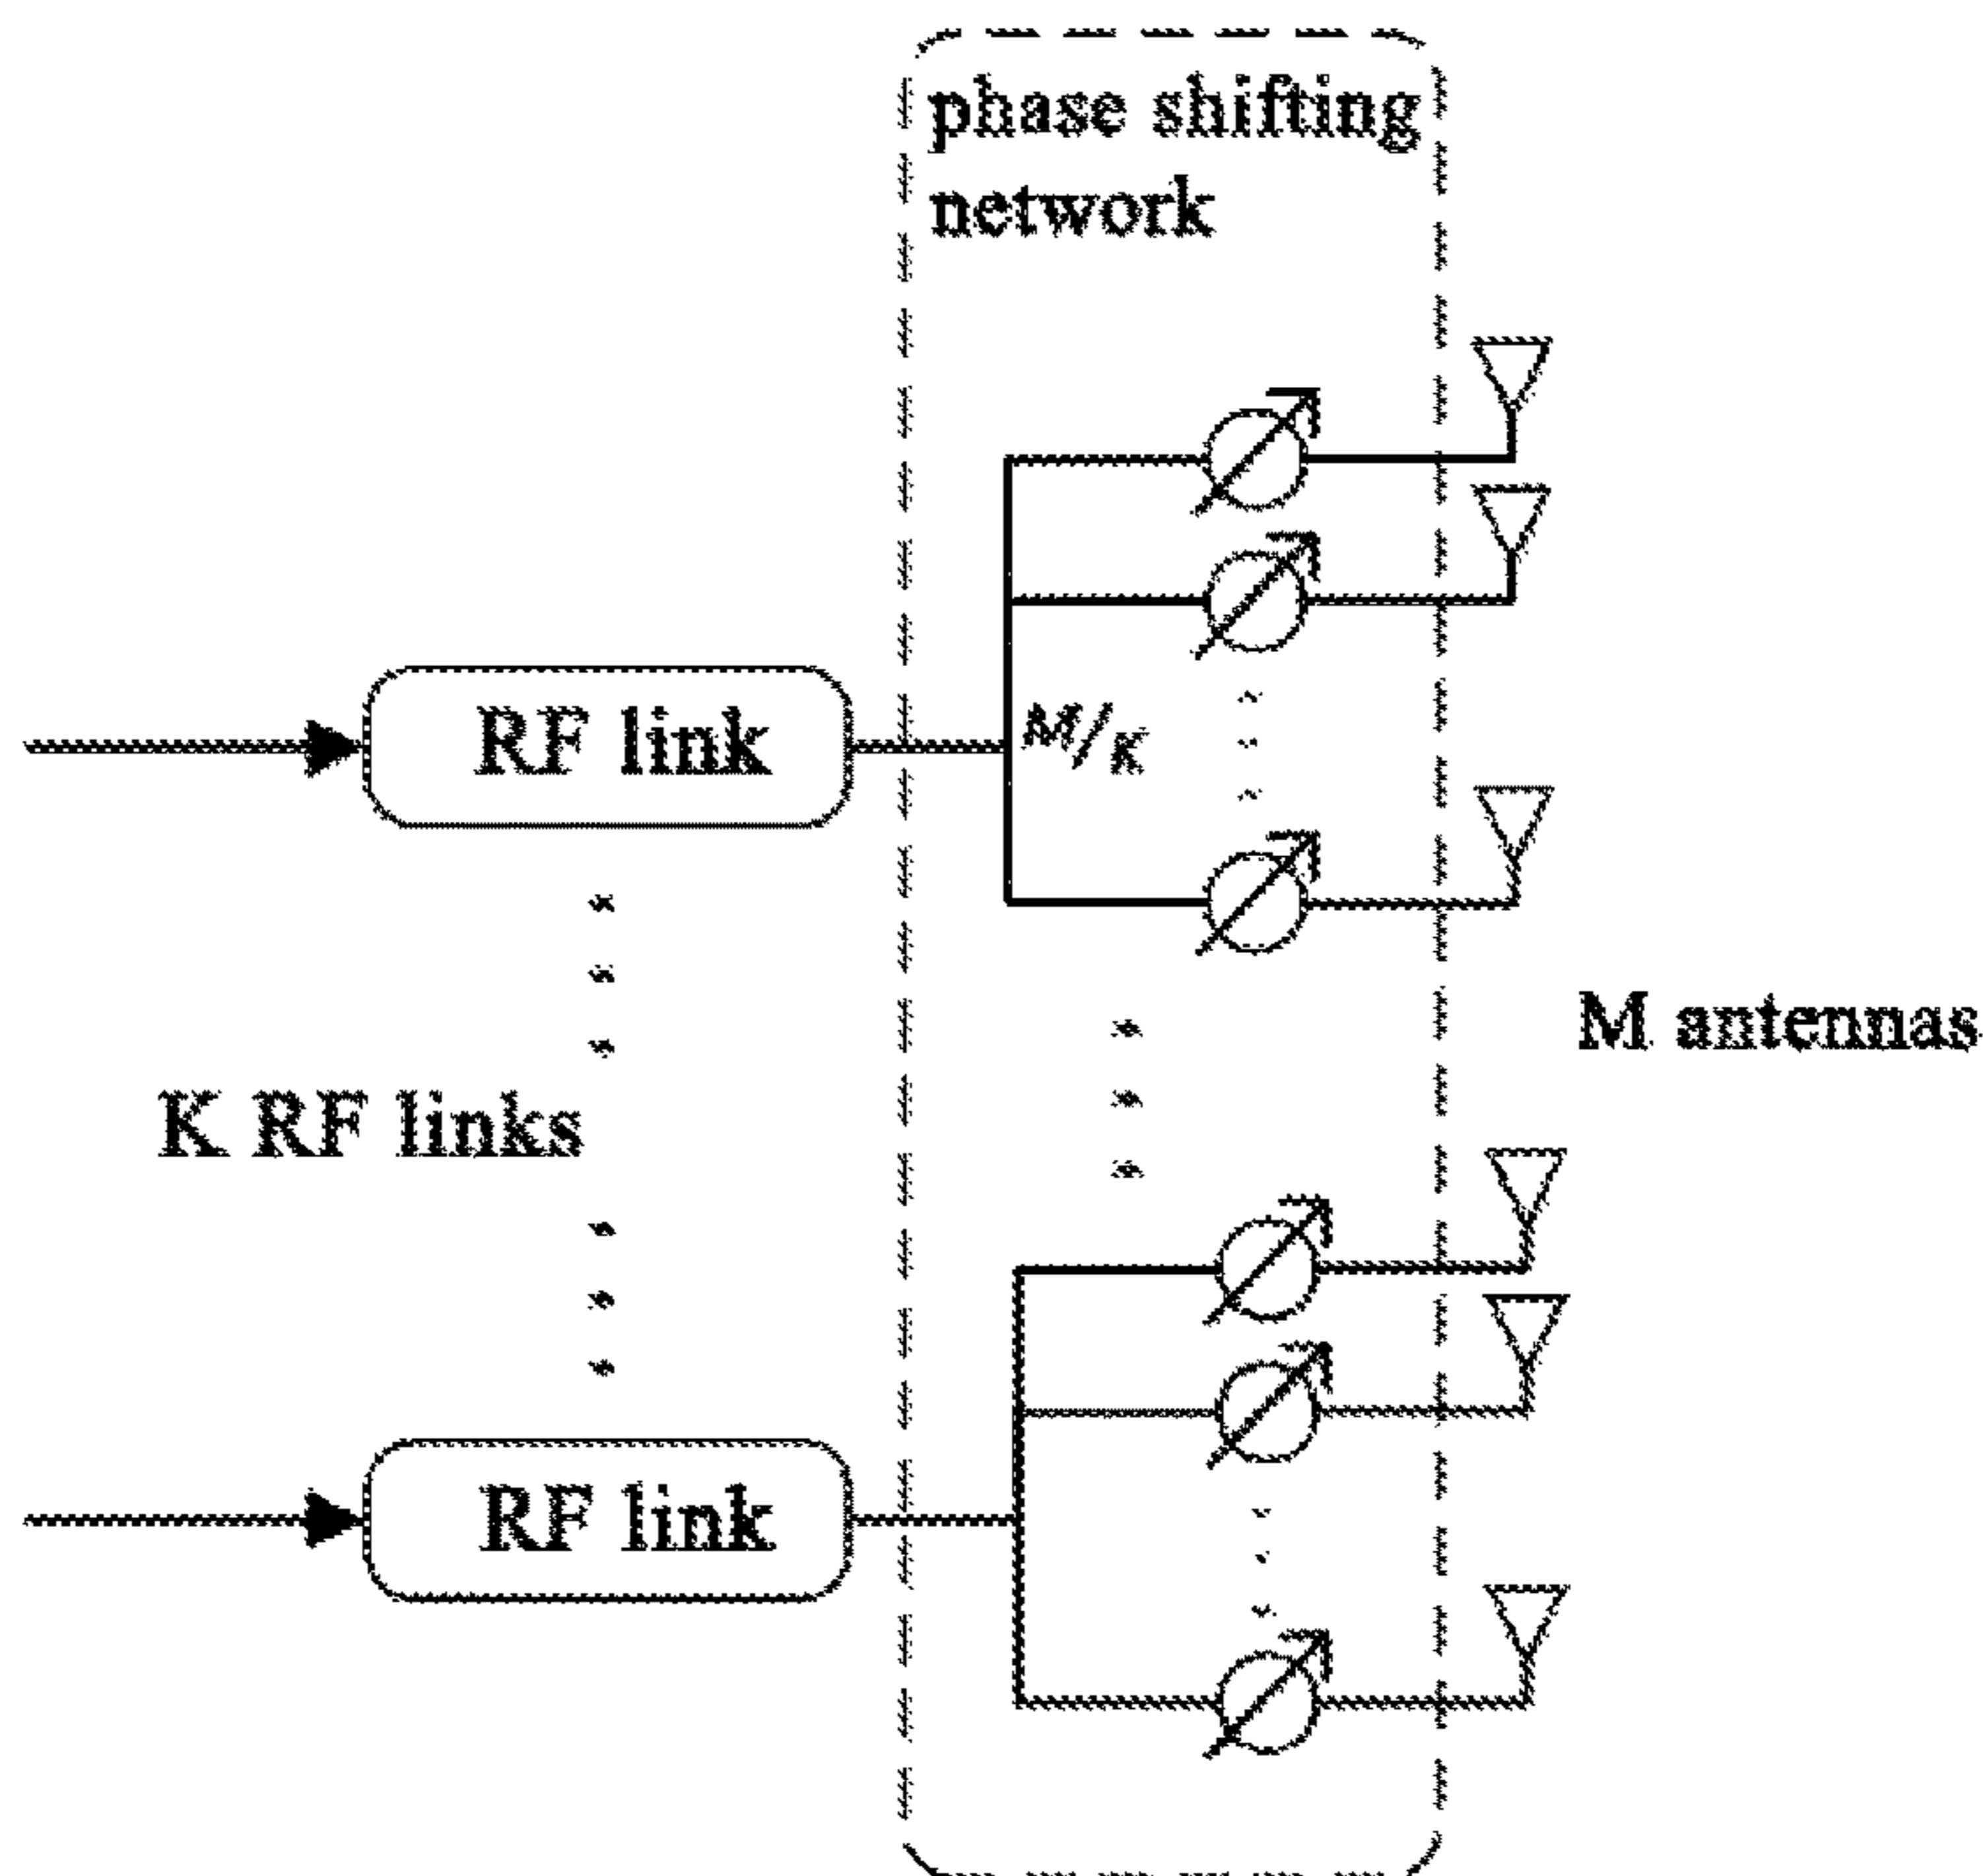 phase shifting
network
RF link
M/K
M antennas
K RF links
RF link